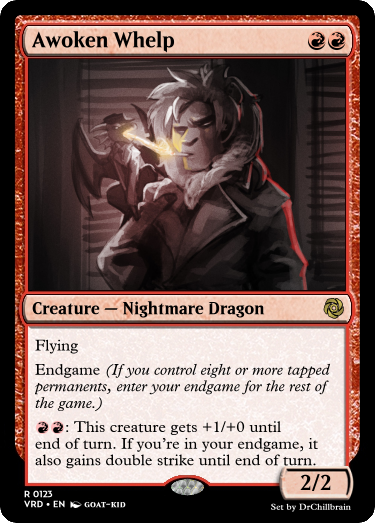 Awoken Whelp
Creature — Nightmare Dragon
Flying
Endgame (If you control eight or more tapped
permanents, enter your endgame for the rest of
the game.)
: This creature gets +1/+0 until
end of turn. If you're in your endgame, it
also gains double strike until end of turn.
2/2
R 0123
VRD • EN GOAT-KID
Set by DrChillbrain